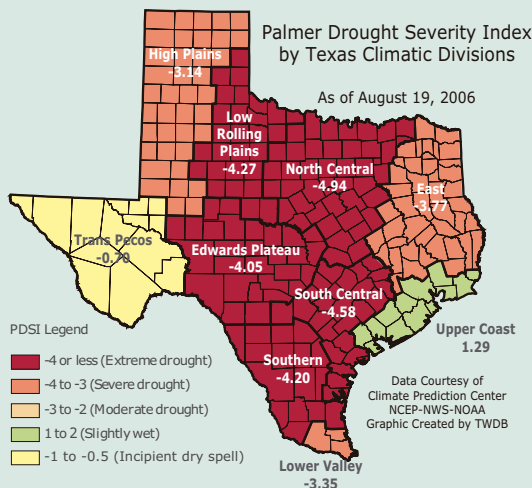 Palmer Drought Severity Index
by Texas Climatic Divisions
As of August 19, 2006
High Plains
-3.14
Low
Rolling
Plains
-4.27
North Central
-4.94
East
-3.77
Trans Pecos
-0.70
Edwards Plateau
-4.05
South Central
-4.58
Upper Coast
1.29
Southern
-4.20
Lower Valley
-3.35
PDSI Legend
-4 or less (Extreme drought)
-4 to -3 (Severe drought)
-3 to -2 (Moderate drought)
1 to 2 (Slightly wet)
-1 to -0.5 (Incipient dry spell)
Data Courtesy of
Climate Prediction Center
NCEP-NWS-NOAA
Graphic Created by TWDB